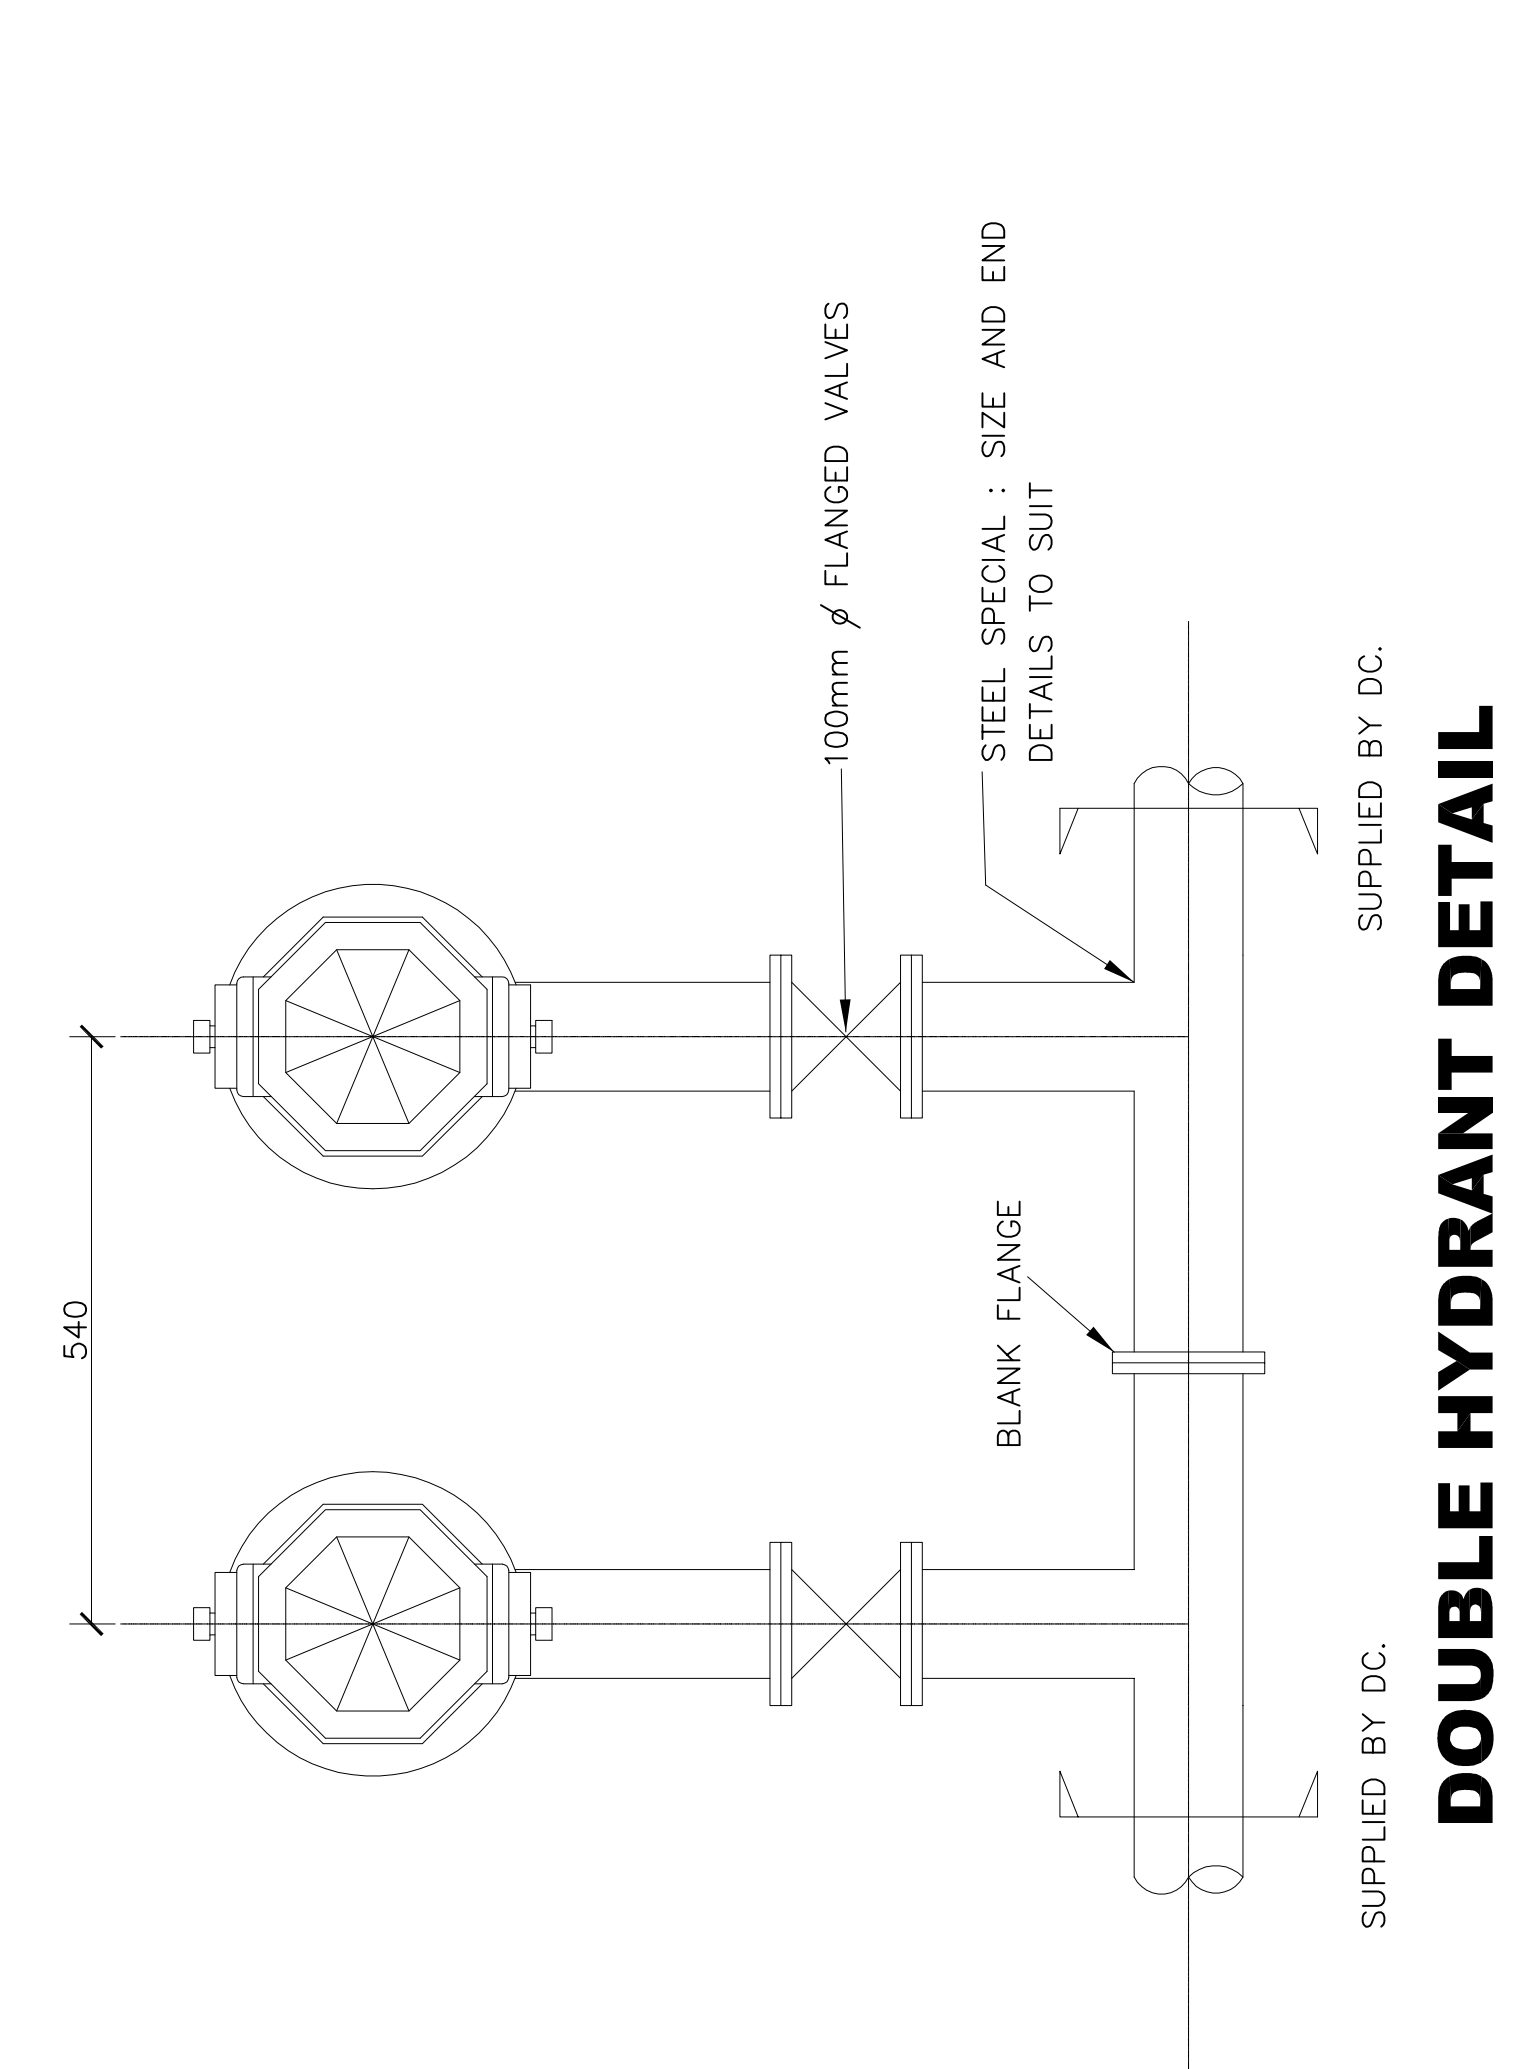 540
100mm ⌀ FLANGED VALVES
STEEL SPECIAL : SIZE AND END
DETAILS TO SUIT
BLANK FLANGE
SUPPLIED BY DC.
SUPPLIED BY DC.
DOUBLE HYDRANT DETAIL